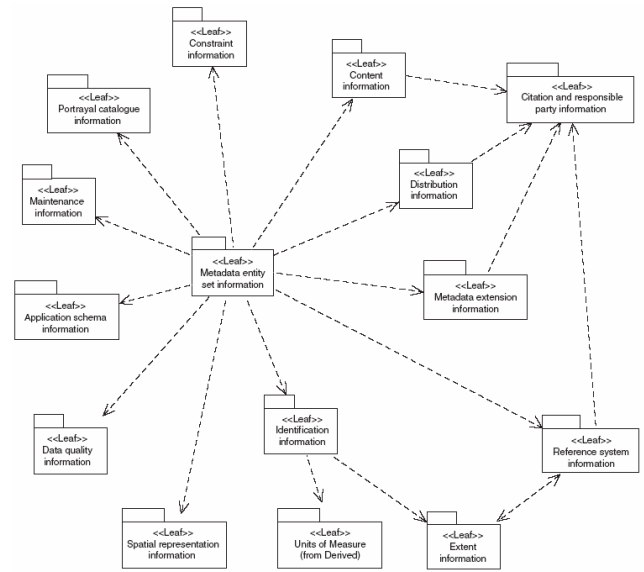 <<Leaf>>
Constraint
information
<<Leaf>>
Content
information
<<Leaf>>
Citation and responsible
party information
<<Leaf>>
Portrayal catalogue
information
<<Leaf>>
Distribution
information
<<Leaf>>
Maintenance
information
<<Leaf>>
Metadata entity
set information
<<Leaf>>
Metadata extension
information
<<Leaf>>
Application schema
information
<<Leaf>>
Identification
information
<<Leaf>>
Data quality
information
<<Leaf>>
Reference system
information
<<Leaf>>
Spatial representation
information
<<Leaf>>
Units of Measure
(from Derived)
<<Leaf>>
Extent
information